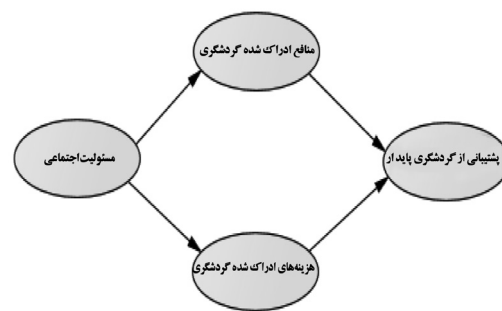 منافع ادراک شده گردشگری
پشتیبانی از گردشگری پایدار
مسئولیت اجتماعی
هزینه‌های ادراک شده گردشگری